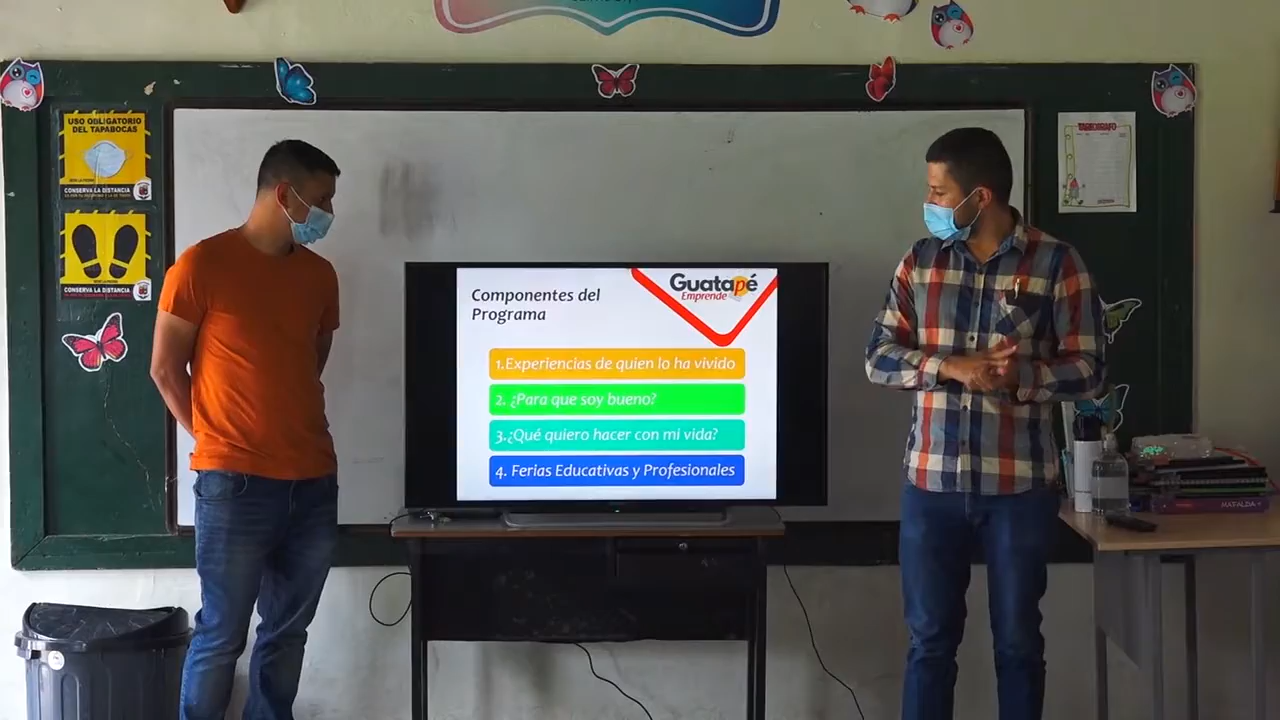 USO OBLIGATORIO
DEL TAPABOCAS
CONSERVA LA DISTANCIA
CONSERVA LA DISTANCIA
Componentes del
Programa
Guatapé
Emprende
1.Experiencias de quien lo ha vivido
2. ¿Para que soy bueno?
3.¿Qué quiero hacer con mi vida?
4. Ferias Educativas y Profesionales
MAFALDA